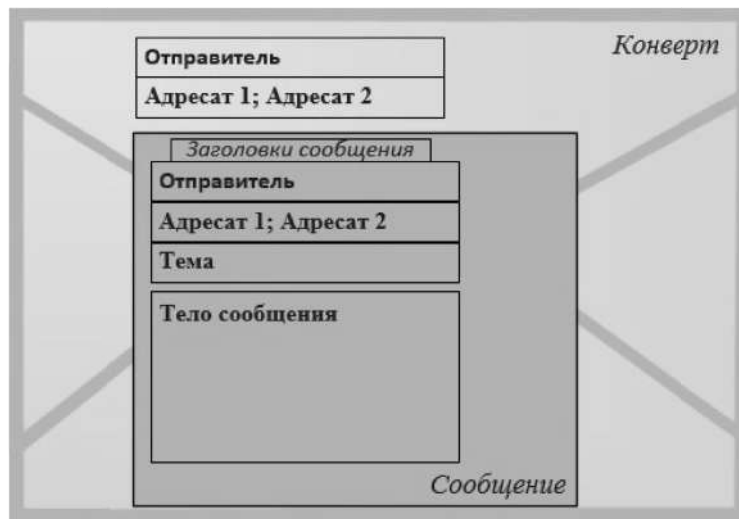 Конверт
Отправитель
Адресат 1; Адресат 2
Заголовки сообщения
Отправитель
Адресат 1; Адресат 2
Тема
Тело сообщения
Сообщение